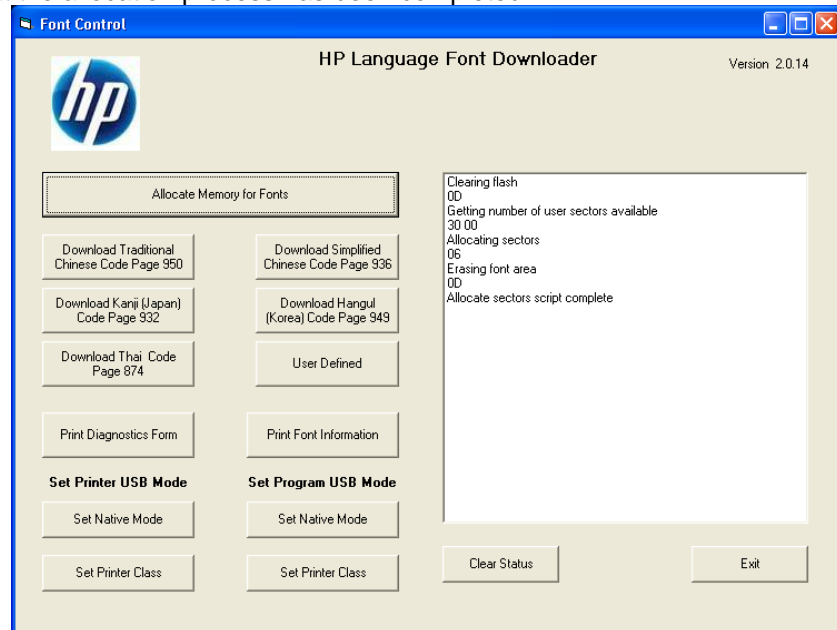 Font Control
HP Language Font Downloader
Version 2.0.14
hp
Allocate Memory for Fonts
Download Traditional
Chinese Code Page 950
Download Simplified
Chinese Code Page 936
Download Kanji (Japan)
Code Page 932
Download Hangul
(Korea) Code Page 949
Download Thai Code
Page 874
User Defined
Print Diagnostics Form
Print Font Information
Set Printer USB Mode
Set Program USB Mode
Set Native Mode
Set Native Mode
Set Printer Class
Set Printer Class
Clearing flash
0D
Getting number of user sectors available
30 00
Allocating sectors
06
Erasing font area
0D
Allocate sectors script complete
Clear Status
Exit